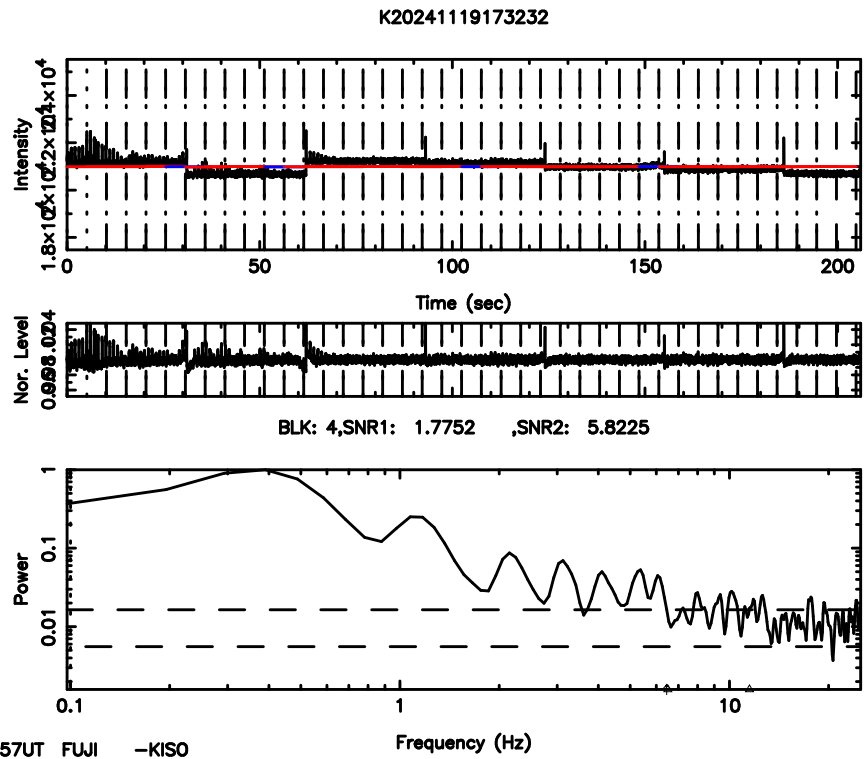 K20241119173232
Intensity
0 50 100 150 200
Time (sec)
Nor. Level
BLK: 4,SNR1: 1.7752 ,SNR2: 5.8225
Power
1
0.1
0.01
0.1 1 10
Frequency (Hz)
57UT FUJI -KISO